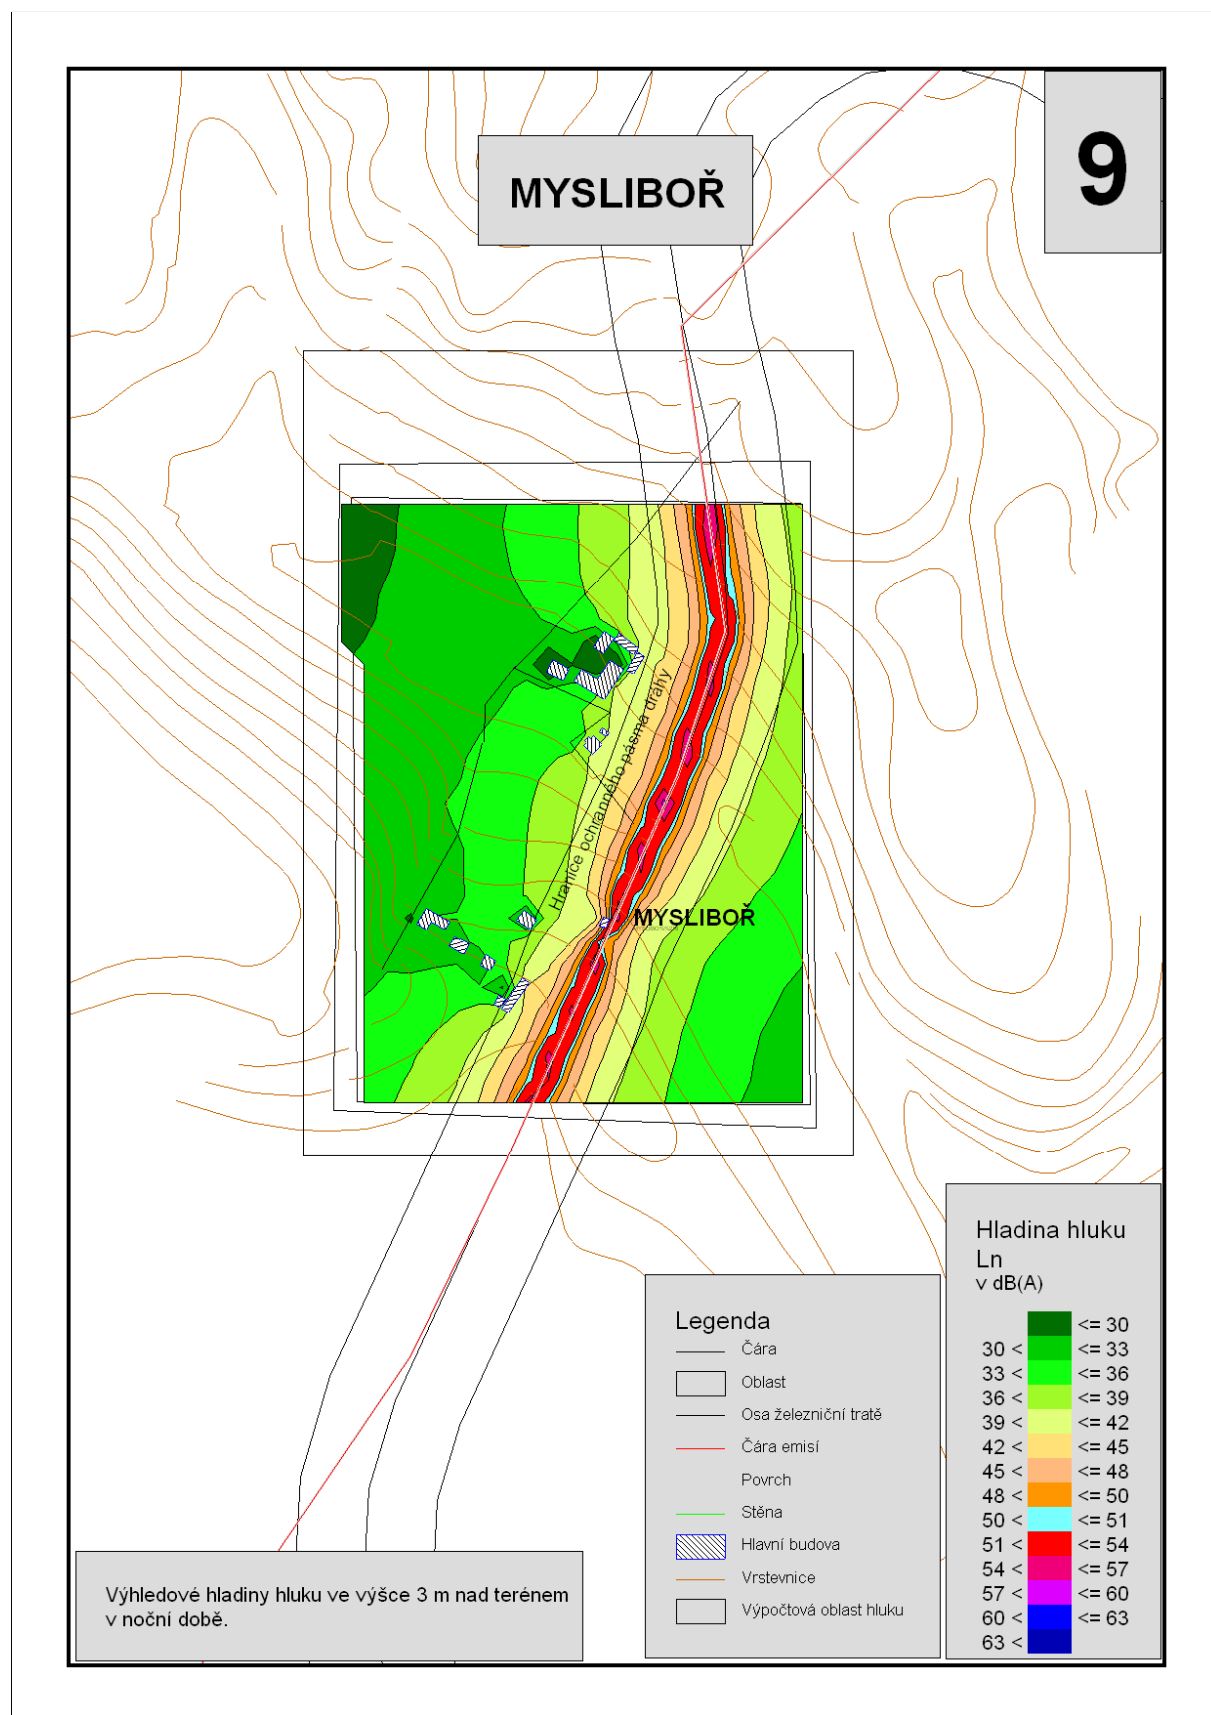 9
MYSLIBOŘ
Hranice ochranného pásma dráhy
MYSLIBOŘ
Hladina hluku
Ln
v dB(A)
<= 30
30 < <= 33
33 < <= 36
36 < <= 39
39 < <= 42
42 < <= 45
45 < <= 48
48 < <= 50
50 < <= 51
51 < <= 54
54 < <= 57
57 < <= 60
60 < <= 63
63 <
Legenda
Čára
Oblast
Osa železniční tratě
Čára emisí
Povrch
Stěna
Hlavní budova
Vrstevnice
Výpočtová oblast hluku
Výhledové hladiny hluku ve výšce 3 m nad terénem
v noční době.